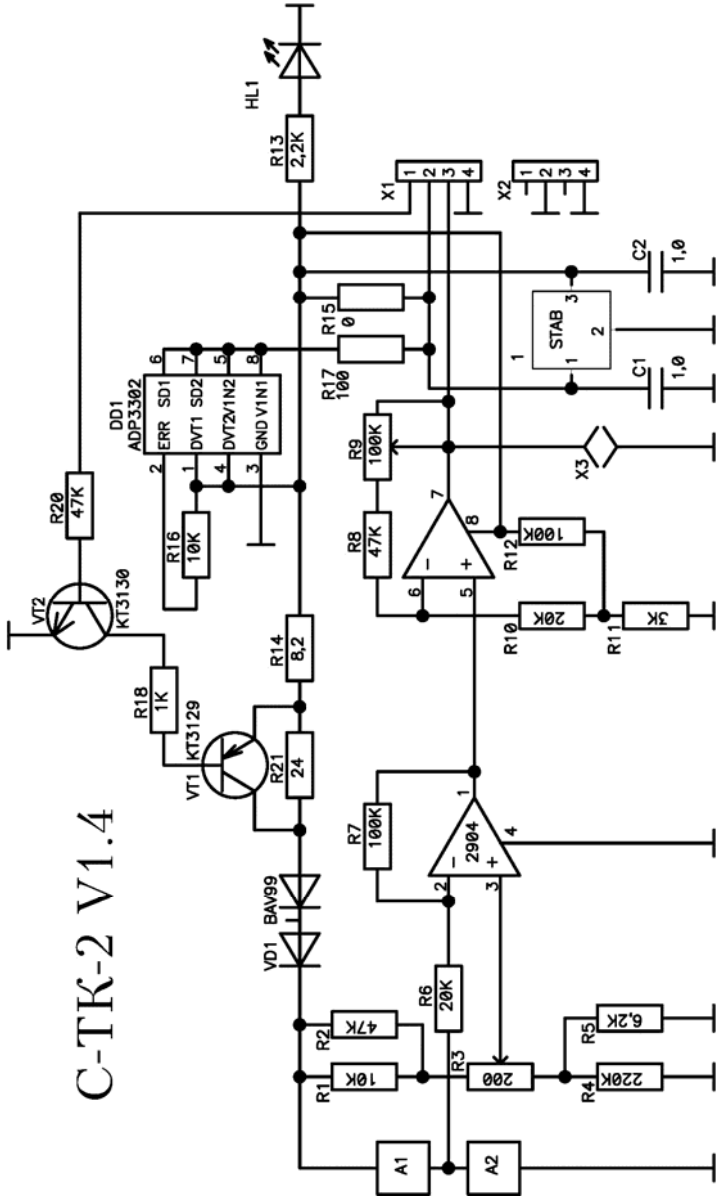 C-TK-2 V1.4
HL1
R13
2,2K
X1
1
2
3
4
X2
1
2
3
4
R20
47K
VT2
KT3130
DD1
ADP3302
2 ERR SD1 6
1 DVT1 SD2 7
4 DVT2 V1N2 5
3 GND V1N1 8
R16
10K
R15
0
R17
100
R18
1K
VT1
KT3129
R14
8,2
R21
24
BAV99
VD1
R9
100K
R8
47K
6
5
7
8
R12
100K
R10
20K
R11
3K
X3
STAB
1
1
2
3
C1
1,0
C2
1,0
R7
100K
2904
2
3
1
4
R6
20K
R2
47K
R1
10K
R3
200
R5
6,2K
R4
220K
A1
A2